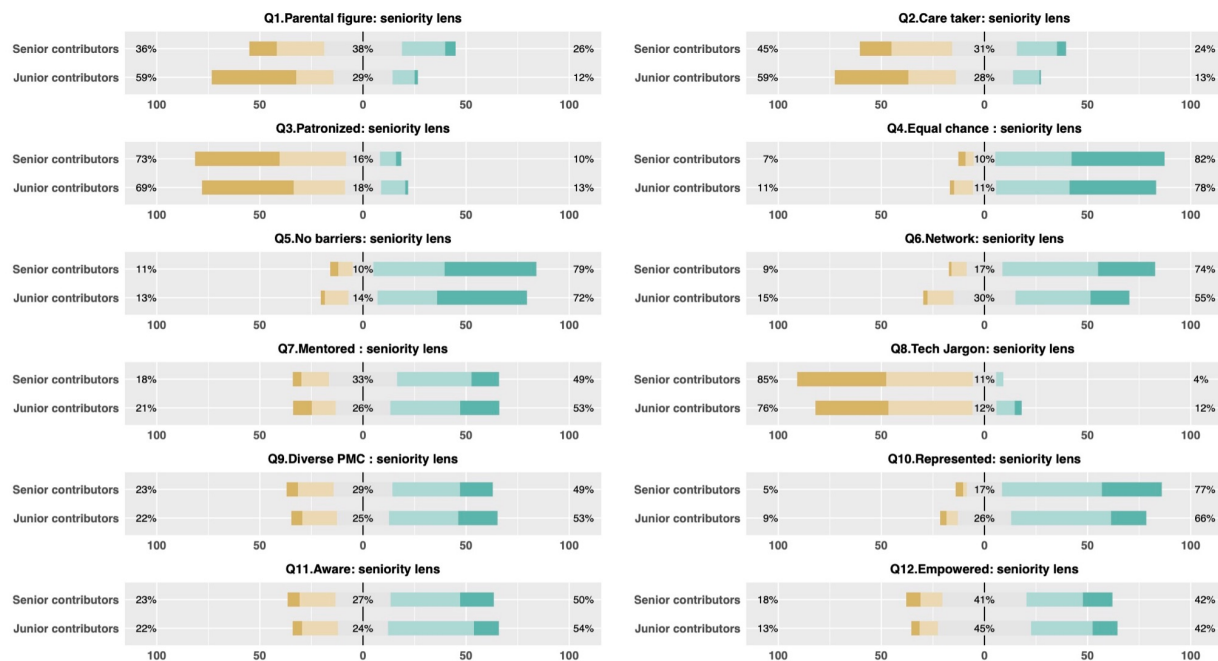 Q1.Parental figure: seniority lens
Senior contributors 36% 38% 26%
Junior contributors 59% 29% 12%
100 50 0 50 100
Q2.Care taker: seniority lens
Senior contributors 45% 31% 24%
Junior contributors 59% 28% 13%
100 50 0 50 100
Q3.Patronized: seniority lens
Senior contributors 73% 16% 10%
Junior contributors 69% 18% 13%
100 50 0 50 100
Q4.Equal chance : seniority lens
Senior contributors 7% 10% 82%
Junior contributors 11% 11% 78%
100 50 0 50 100
Q5.No barriers: seniority lens
Senior contributors 11% 10% 79%
Junior contributors 13% 14% 72%
100 50 0 50 100
Q6.Network: seniority lens
Senior contributors 9% 17% 74%
Junior contributors 15% 30% 55%
100 50 0 50 100
Q7.Mentored : seniority lens
Senior contributors 18% 33% 49%
Junior contributors 21% 26% 53%
100 50 0 50 100
Q8.Tech Jargon: seniority lens
Senior contributors 85% 11% 4%
Junior contributors 76% 12% 12%
100 50 0 50 100
Q9.Diverse PMC : seniority lens
Senior contributors 23% 29% 49%
Junior contributors 22% 25% 53%
100 50 0 50 100
Q10.Represented: seniority lens
Senior contributors 5% 17% 77%
Junior contributors 9% 26% 66%
100 50 0 50 100
Q11.Aware: seniority lens
Senior contributors 23% 27% 50%
Junior contributors 22% 24% 54%
100 50 0 50 100
Q12.Empowered: seniority lens
Senior contributors 18% 41% 42%
Junior contributors 13% 45% 42%
100 50 0 50 100